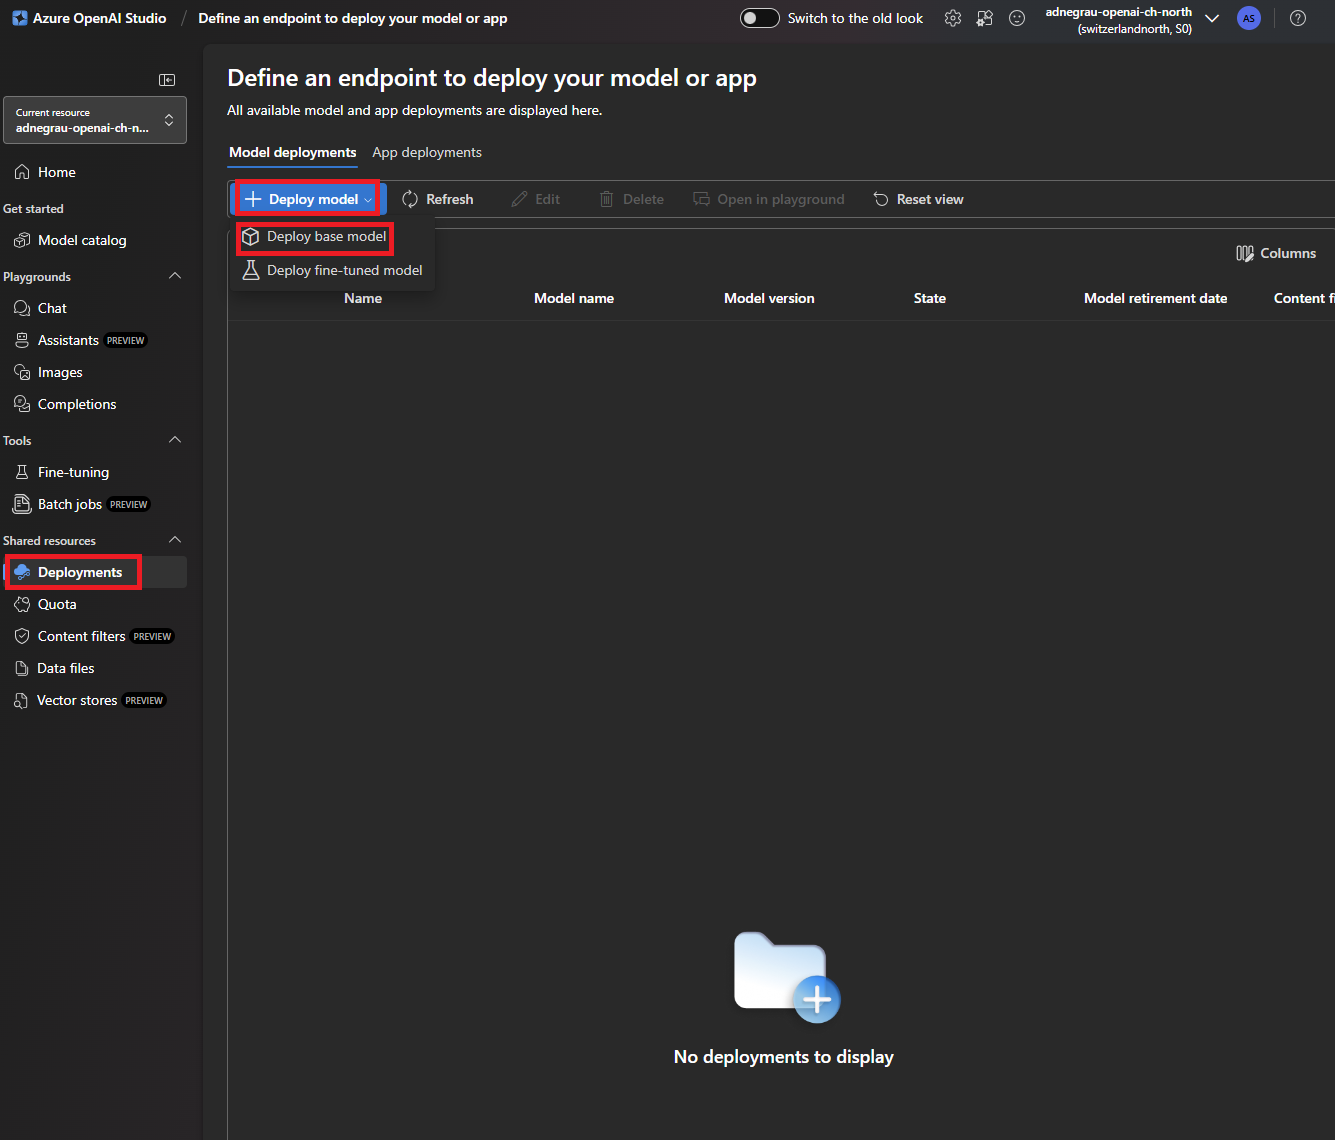 Azure OpenAI Studio / Define an endpoint to deploy your model or app
Switch to the old look
adnegrau-openai-ch-north
(switzerlandnorth, S0)
AS
Current resource
adnegrau-openai-ch-n...
Home
Get started
Model catalog
Playgrounds
Chat
Assistants PREVIEW
Images
Completions
Tools
Fine-tuning
Batch jobs PREVIEW
Shared resources
Deployments
Quota
Content filters PREVIEW
Data files
Vector stores PREVIEW
Define an endpoint to deploy your model or app
All available model and app deployments are displayed here.
Model deployments App deployments
Deploy model Refresh Edit Delete Open in playground Reset view
Deploy base model
Deploy fine-tuned model
Columns
Name Model name Model version State Model retirement date Content fi
No deployments to display